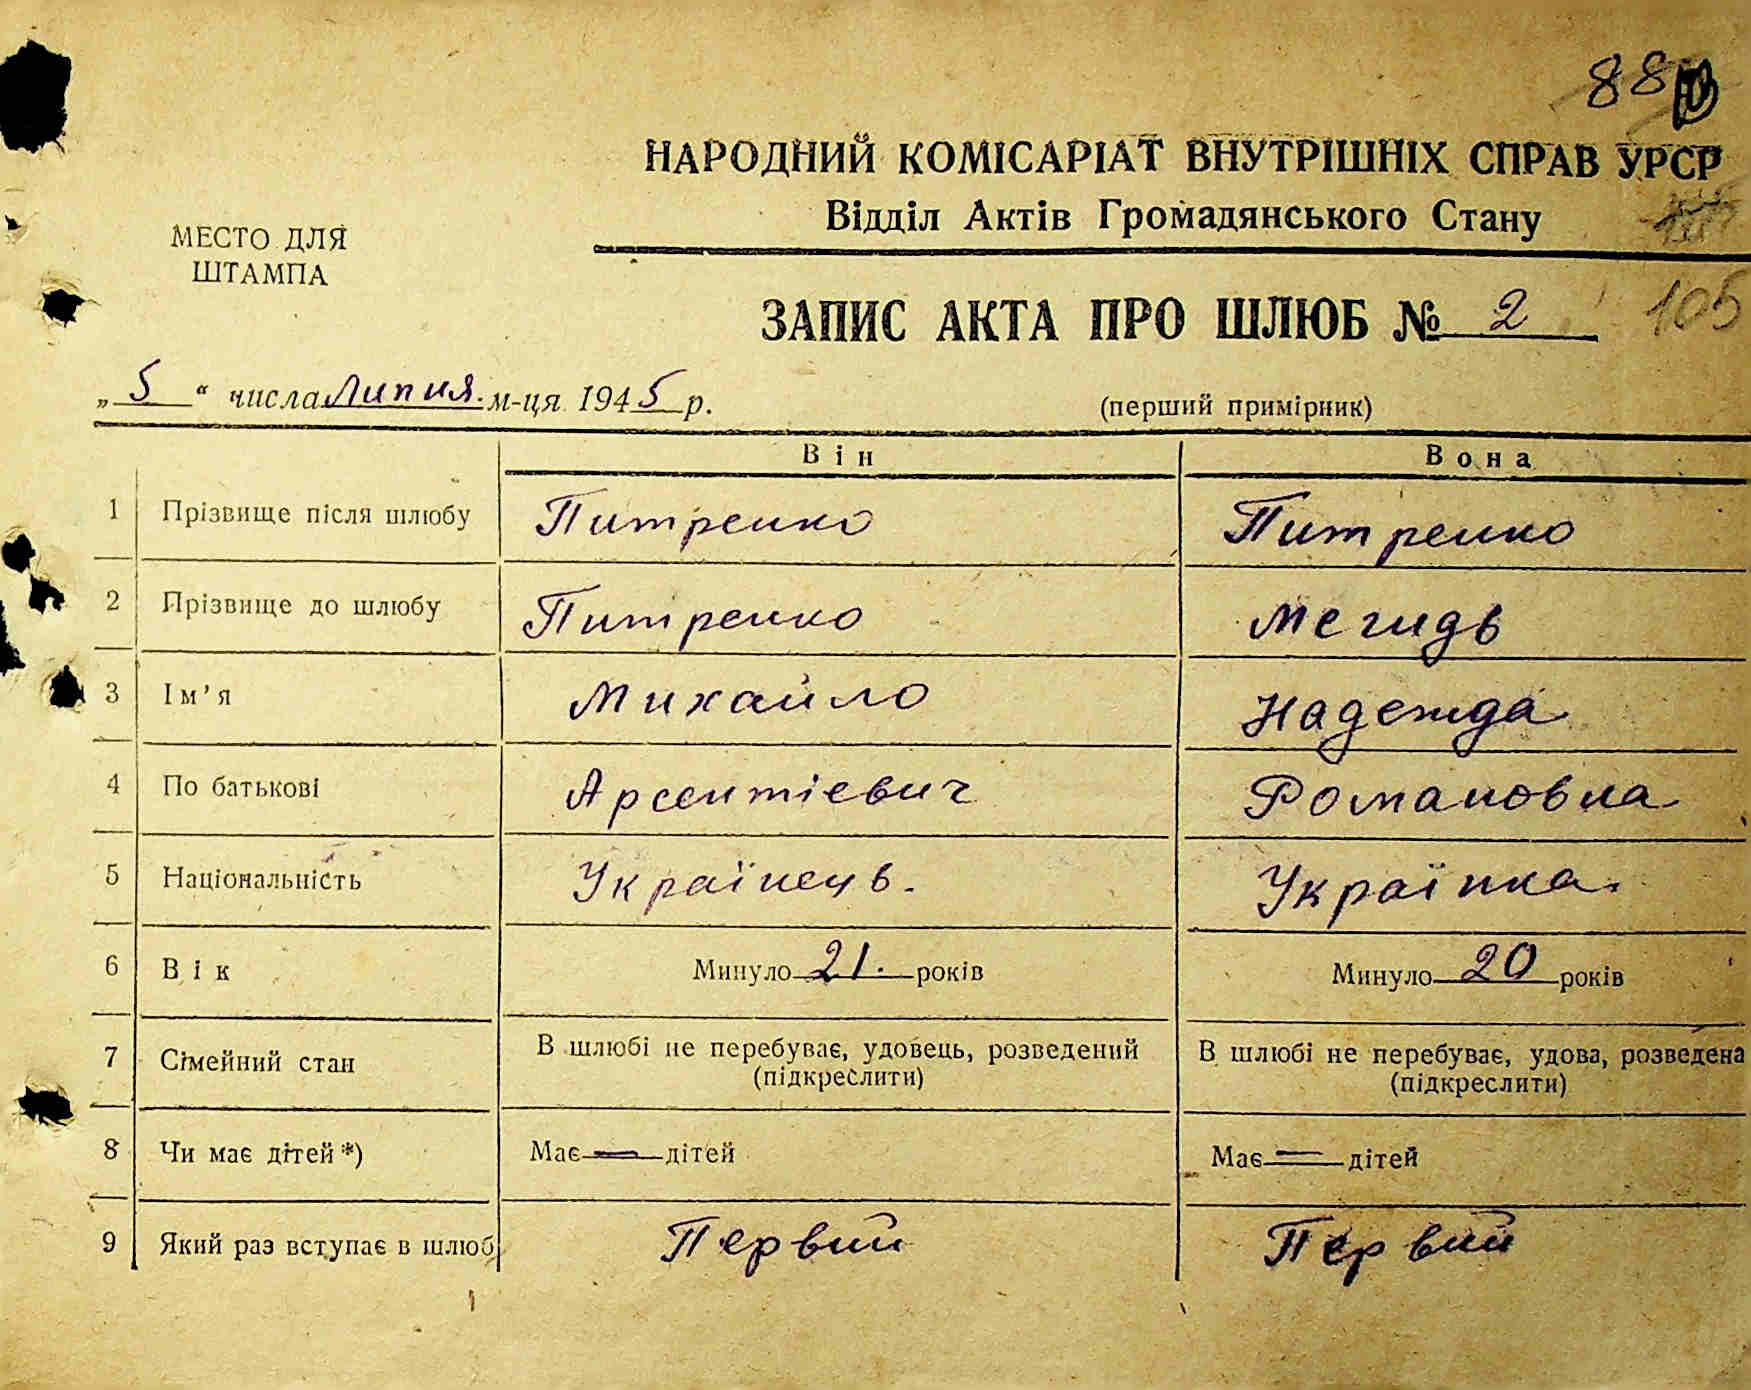 88
НАРОДНИЙ КОМІСАРІАТ ВНУТРІШНІХ СПРАВ УРСР
Відділ Актів Громадянського Стану
МЕСТО ДЛЯ
ШТАМПА
ЗАПИС АКТА ПРО ШЛЮБ № 2
105
„5“ числа Липня м-ця 1945 р.
(перший примірник)
Він Вона
1 Прізвище після шлюбу Питренко Питренко
2 Прізвище до шлюбу Питренко Мегидь
3 Ім’я Михайло Надежда
4 По батькові Арсентіевич Романовна
5 Національність Українець. Українка.
6 Вік Минуло 21. років Минуло 20 років
7 Сімейний стан В шлюбі не перебуває, удовець, розведений (підкреслити) В шлюбі не перебуває, удова, розведена (підкреслити)
8 Чи має дітей *) Має — дітей Має — дітей
9 Який раз вступає в шлюб Первий Первий